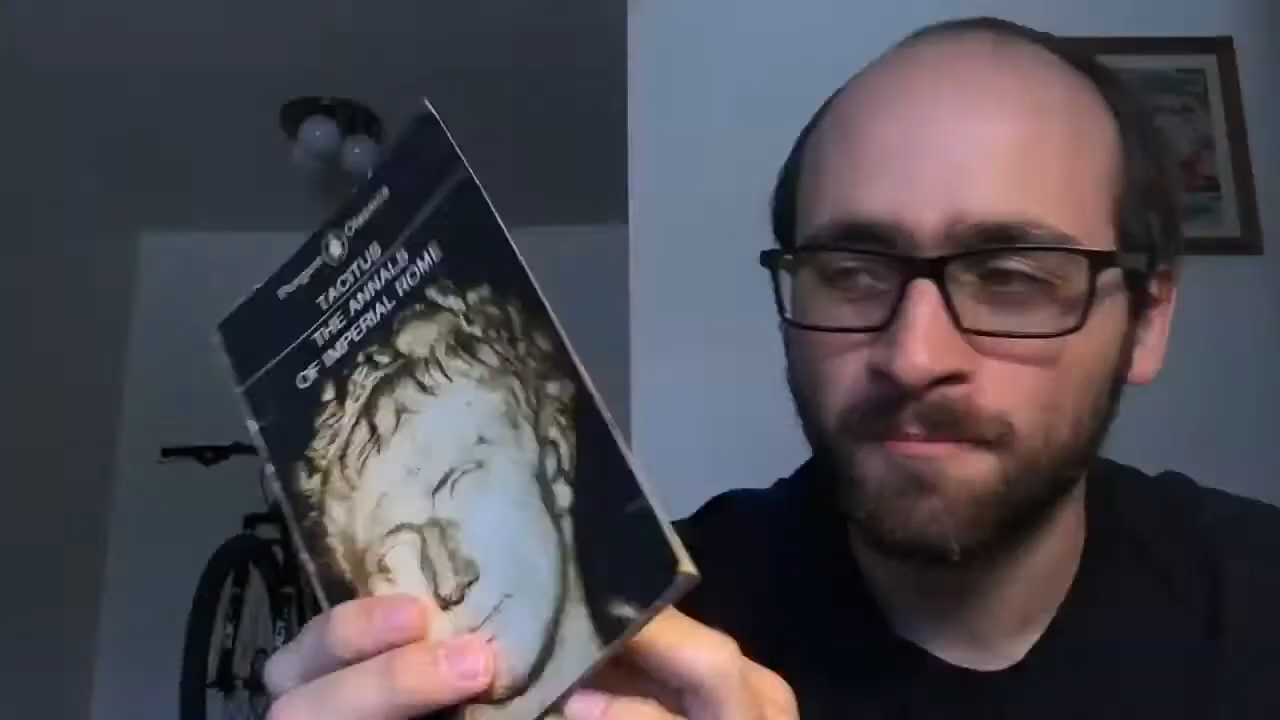 Penguin Classics
TACITUS
THE ANNALS
OF IMPERIAL ROME